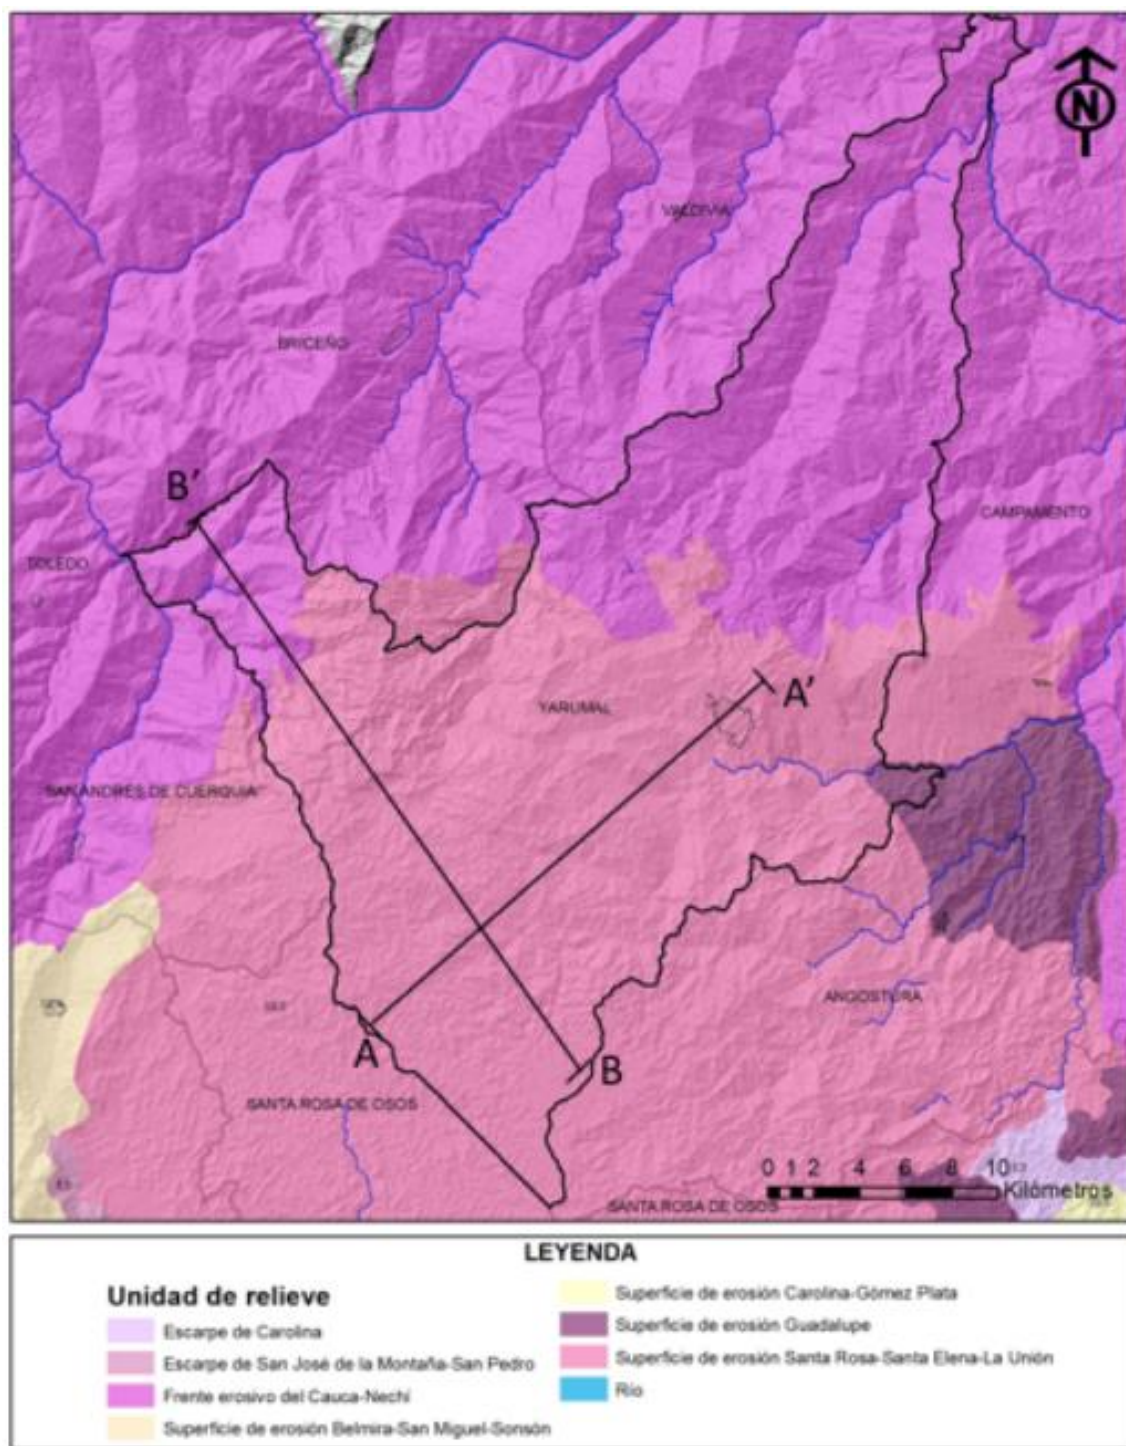 N
VALDIVIA
BRICEÑO
B'
CAMPAMENTO
TOLEDO
A'
YARUMAL
SAN ANDRES DE CUERQUIA
ANGOSTURA
A
B
SANTA ROSA DE OSOS
0 1 2 4 6 8 10
Kilómetros
SANTA ROSA DE OSOS
LEYENDA
Unidad de relieve
Escarpe de Carolina
Escarpe de San José de la Montaña-San Pedro
Frente erosivo del Cauca-Nechí
Superficie de erosión Belmira-San Miguel-Sonsón
Superficie de erosión Carolina-Gómez Plata
Superficie de erosión Guadalupe
Superficie de erosión Santa Rosa-Santa Elena-La Unión
Río